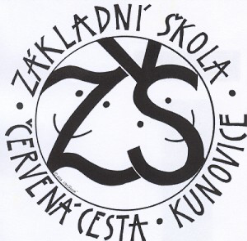 · ZÁKLADNÍ ŠKOLA ·
ČERVENÁ CESTA · KUNOVICE
ZŠ